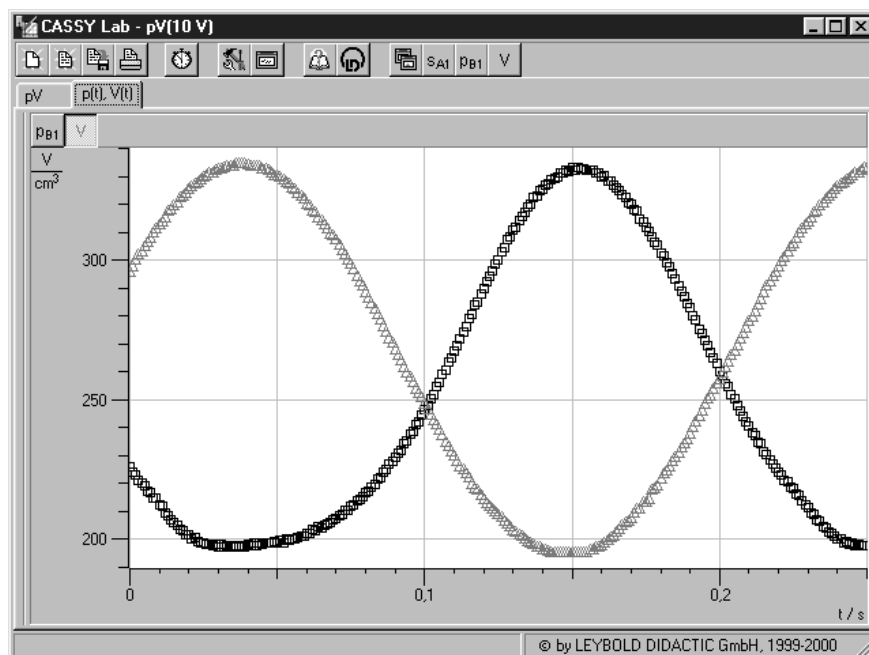 CASSY Lab - pV(10 V)
sA1 pB1 V
pV p(t), V(t)
pB1 V
V
cm³
300
250
200
0 0,1 0,2
t / s
© by LEYBOLD DIDACTIC GmbH, 1999-2000